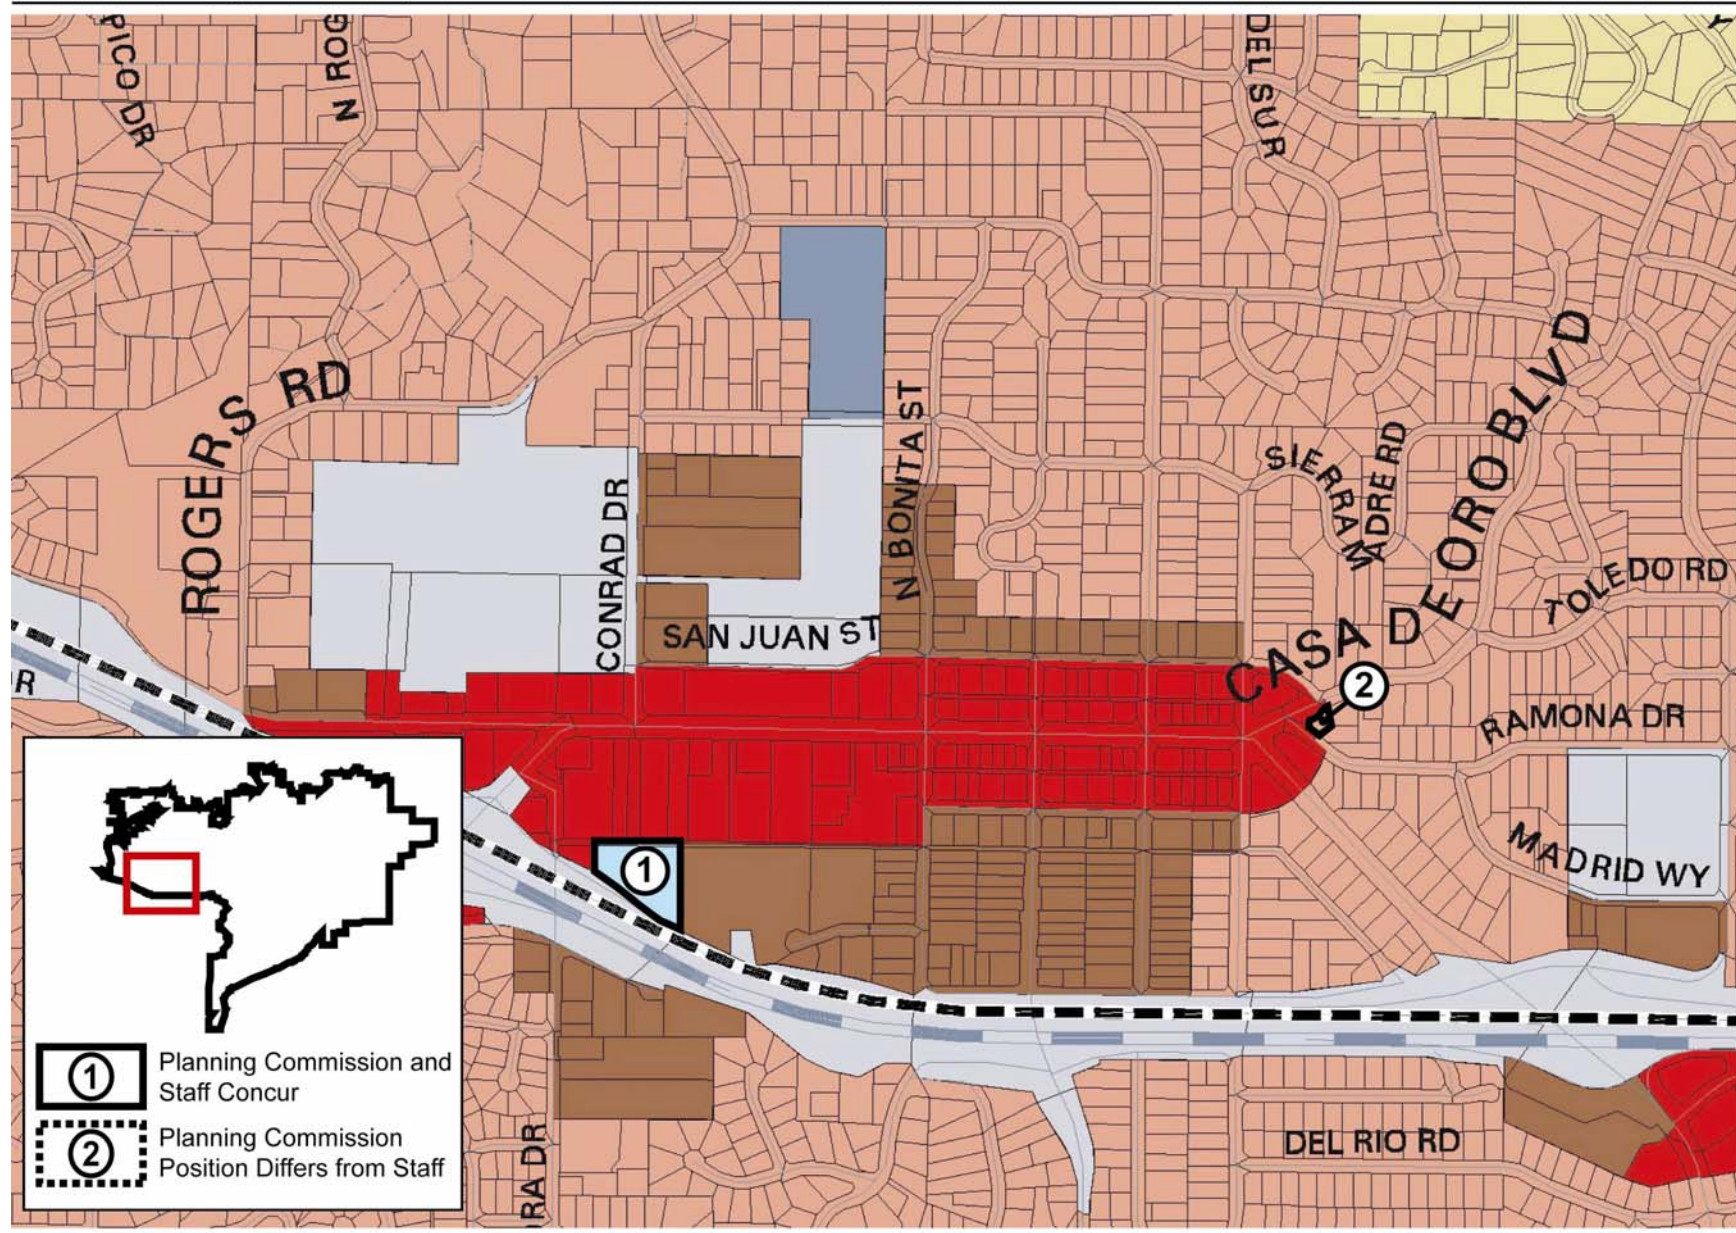 PICO DR
N ROG
DEL SUR
ROGERS RD
CONRAD DR
SAN JUAN ST
N BONITA ST
SIERRA MADRE RD
CASA DE ORO BLVD
TOLEDO RD
2
RAMONA DR
MADRID WY
R
1
1
Planning Commission and
Staff Concur
2
Planning Commission
Position Differs from Staff
RA DR
DEL RIO RD